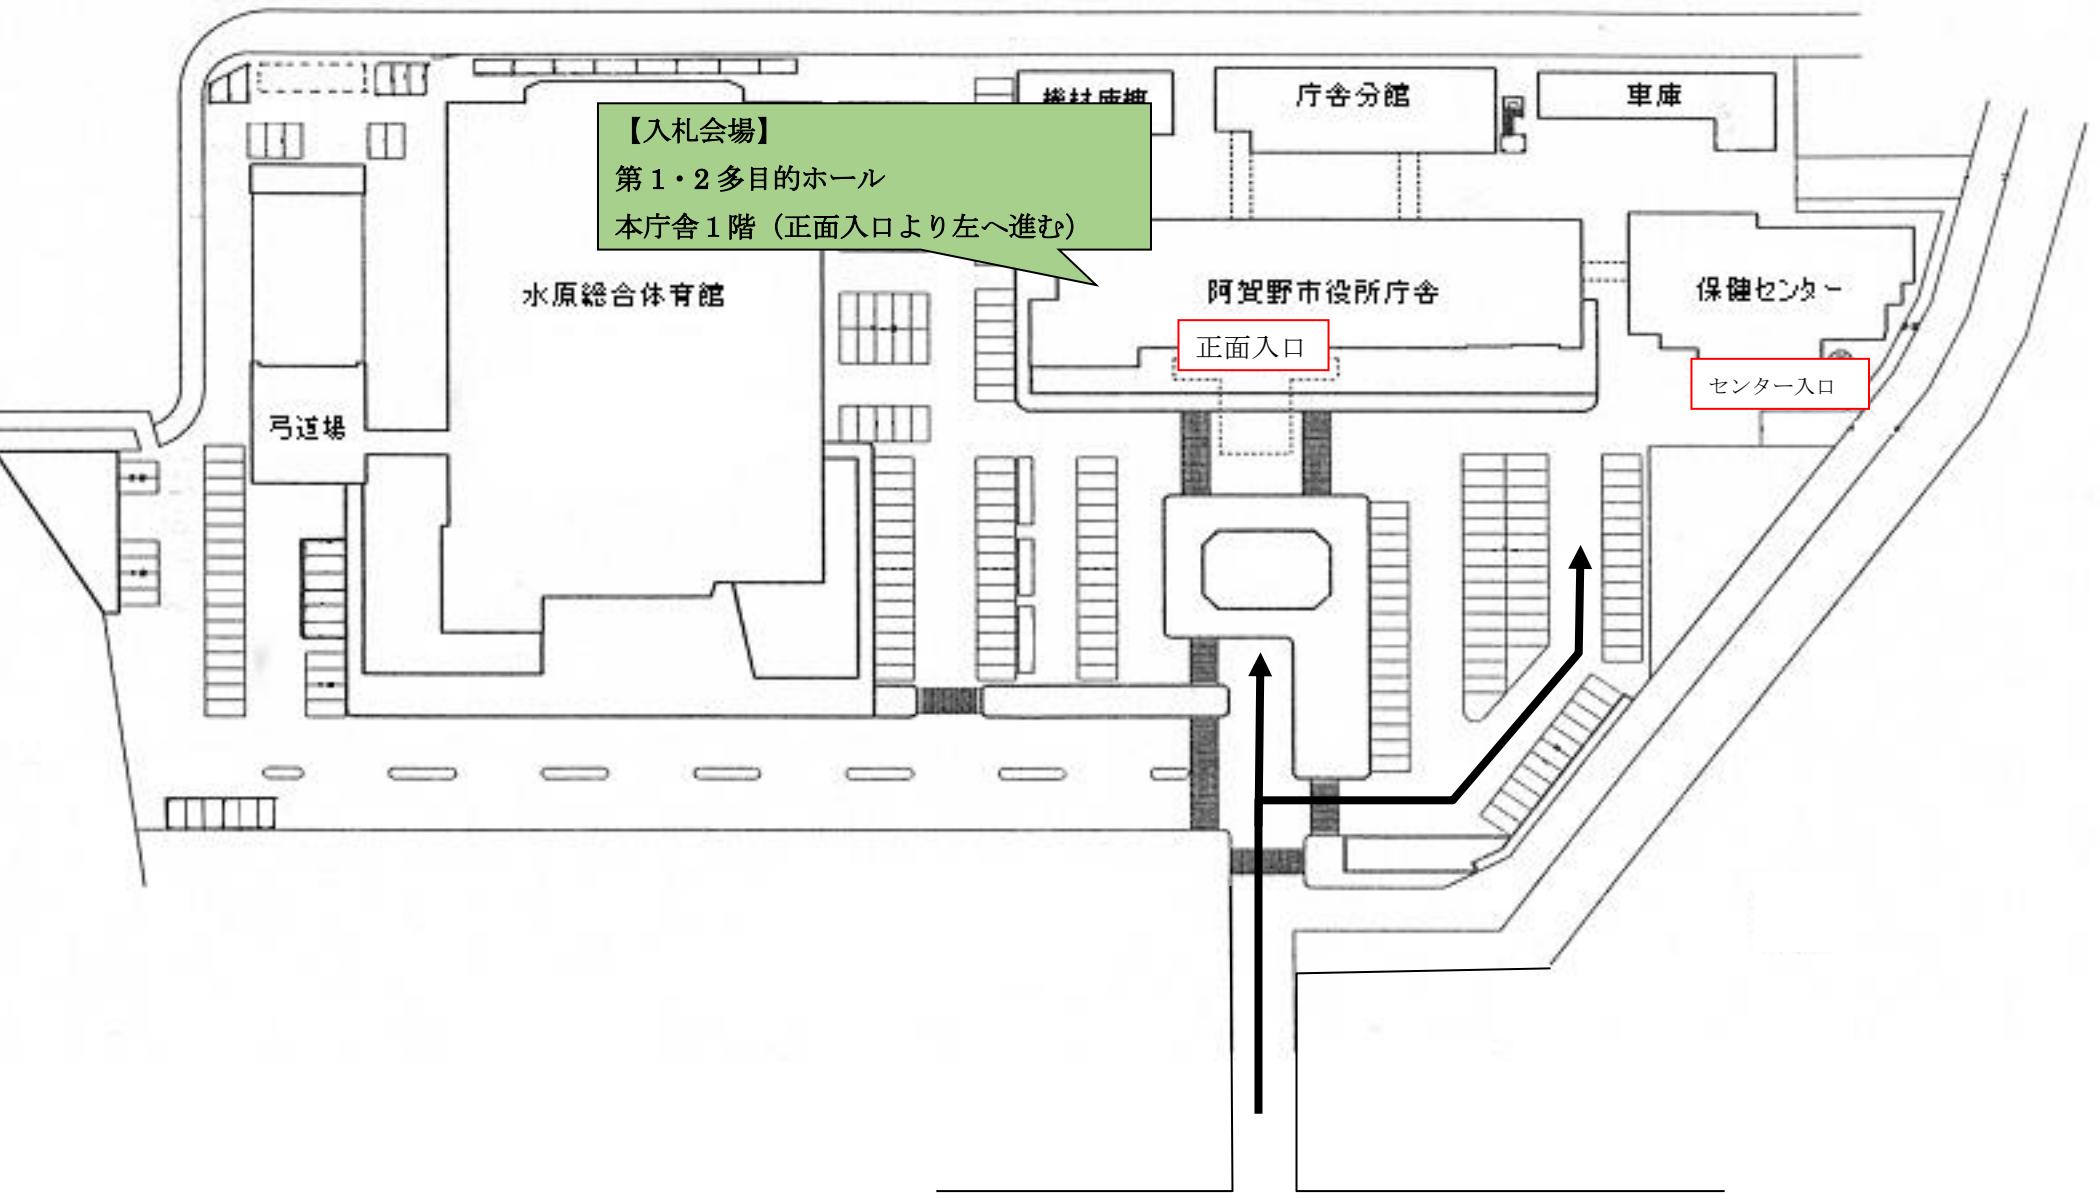 庁舎分館
車庫
【入札会場】
第1・2多目的ホール
本庁舎1階（正面入口より左へ進む）
水原総合体育館
阿賀野市役所庁舎
保健センター
正面入口
センター入口
弓道場